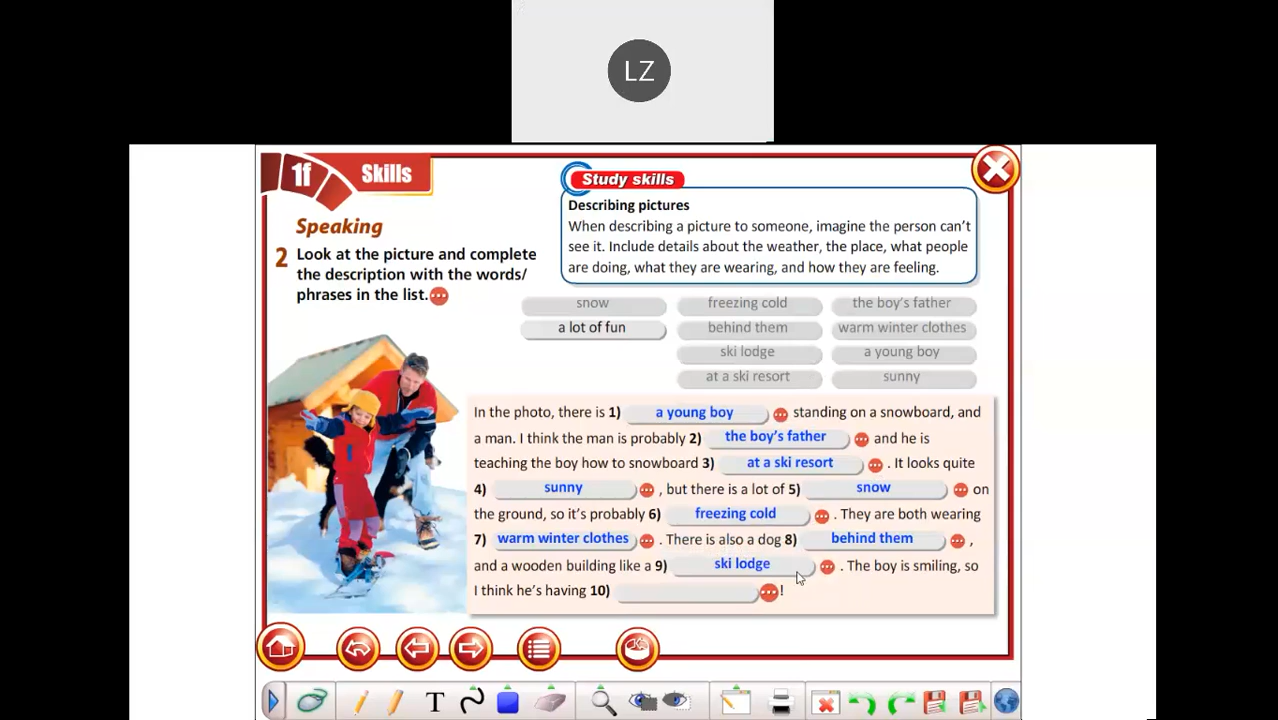 LZ
1f Skills
Study skills
Describing pictures
When describing a picture to someone, imagine the person can't
see it. Include details about the weather, the place, what people
are doing, what they are wearing, and how they are feeling.
Speaking
2 Look at the picture and complete
the description with the words/
phrases in the list.
snow freezing cold the boy's father
a lot of fun behind them warm winter clothes
ski lodge a young boy
at a ski resort sunny
In the photo, there is 1) a young boy standing on a snowboard, and
a man. I think the man is probably 2) the boy's father and he is
teaching the boy how to snowboard 3) at a ski resort . It looks quite
4) sunny , but there is a lot of 5) snow on
the ground, so it's probably 6) freezing cold . They are both wearing
7) warm winter clothes . There is also a dog 8) behind them ,
and a wooden building like a 9) ski lodge . The boy is smiling, so
I think he's having 10) !
T